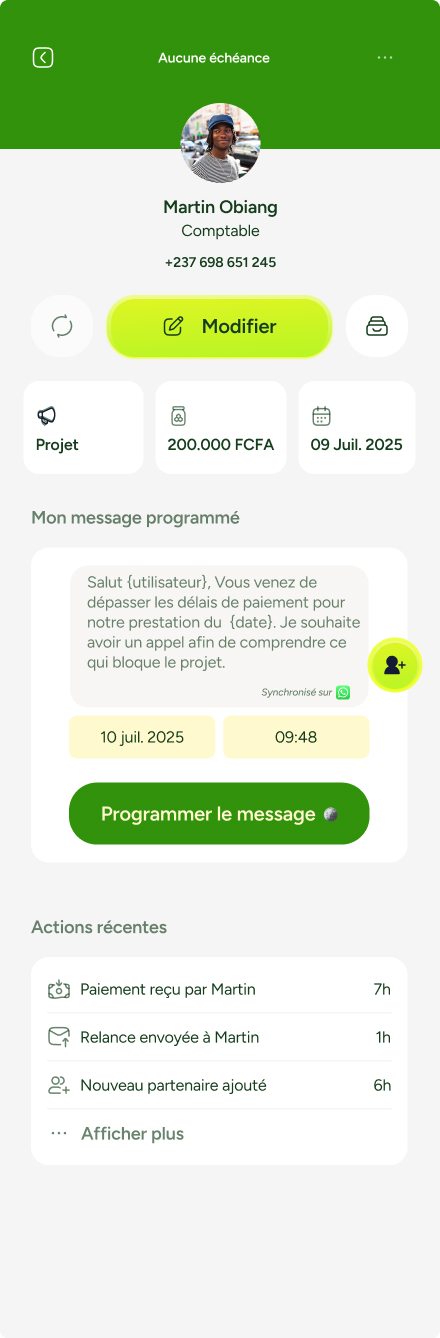 Aucune échéance
Martin Obiang
Comptable
+237 698 651 245
Modifier
Projet
200.000 FCFA
09 Juil. 2025
Mon message programmé
Salut {utilisateur}, Vous venez de
dépasser les délais de paiement pour
notre prestation du  {date}. Je souhaite
avoir un appel afin de comprendre ce
qui bloque le projet.
Synchronisé sur
10 juil. 2025
09:48
Programmer le message
Actions récentes
Paiement reçu par Martin
7h
Relance envoyée à Martin
1h
Nouveau partenaire ajouté
6h
Afficher plus